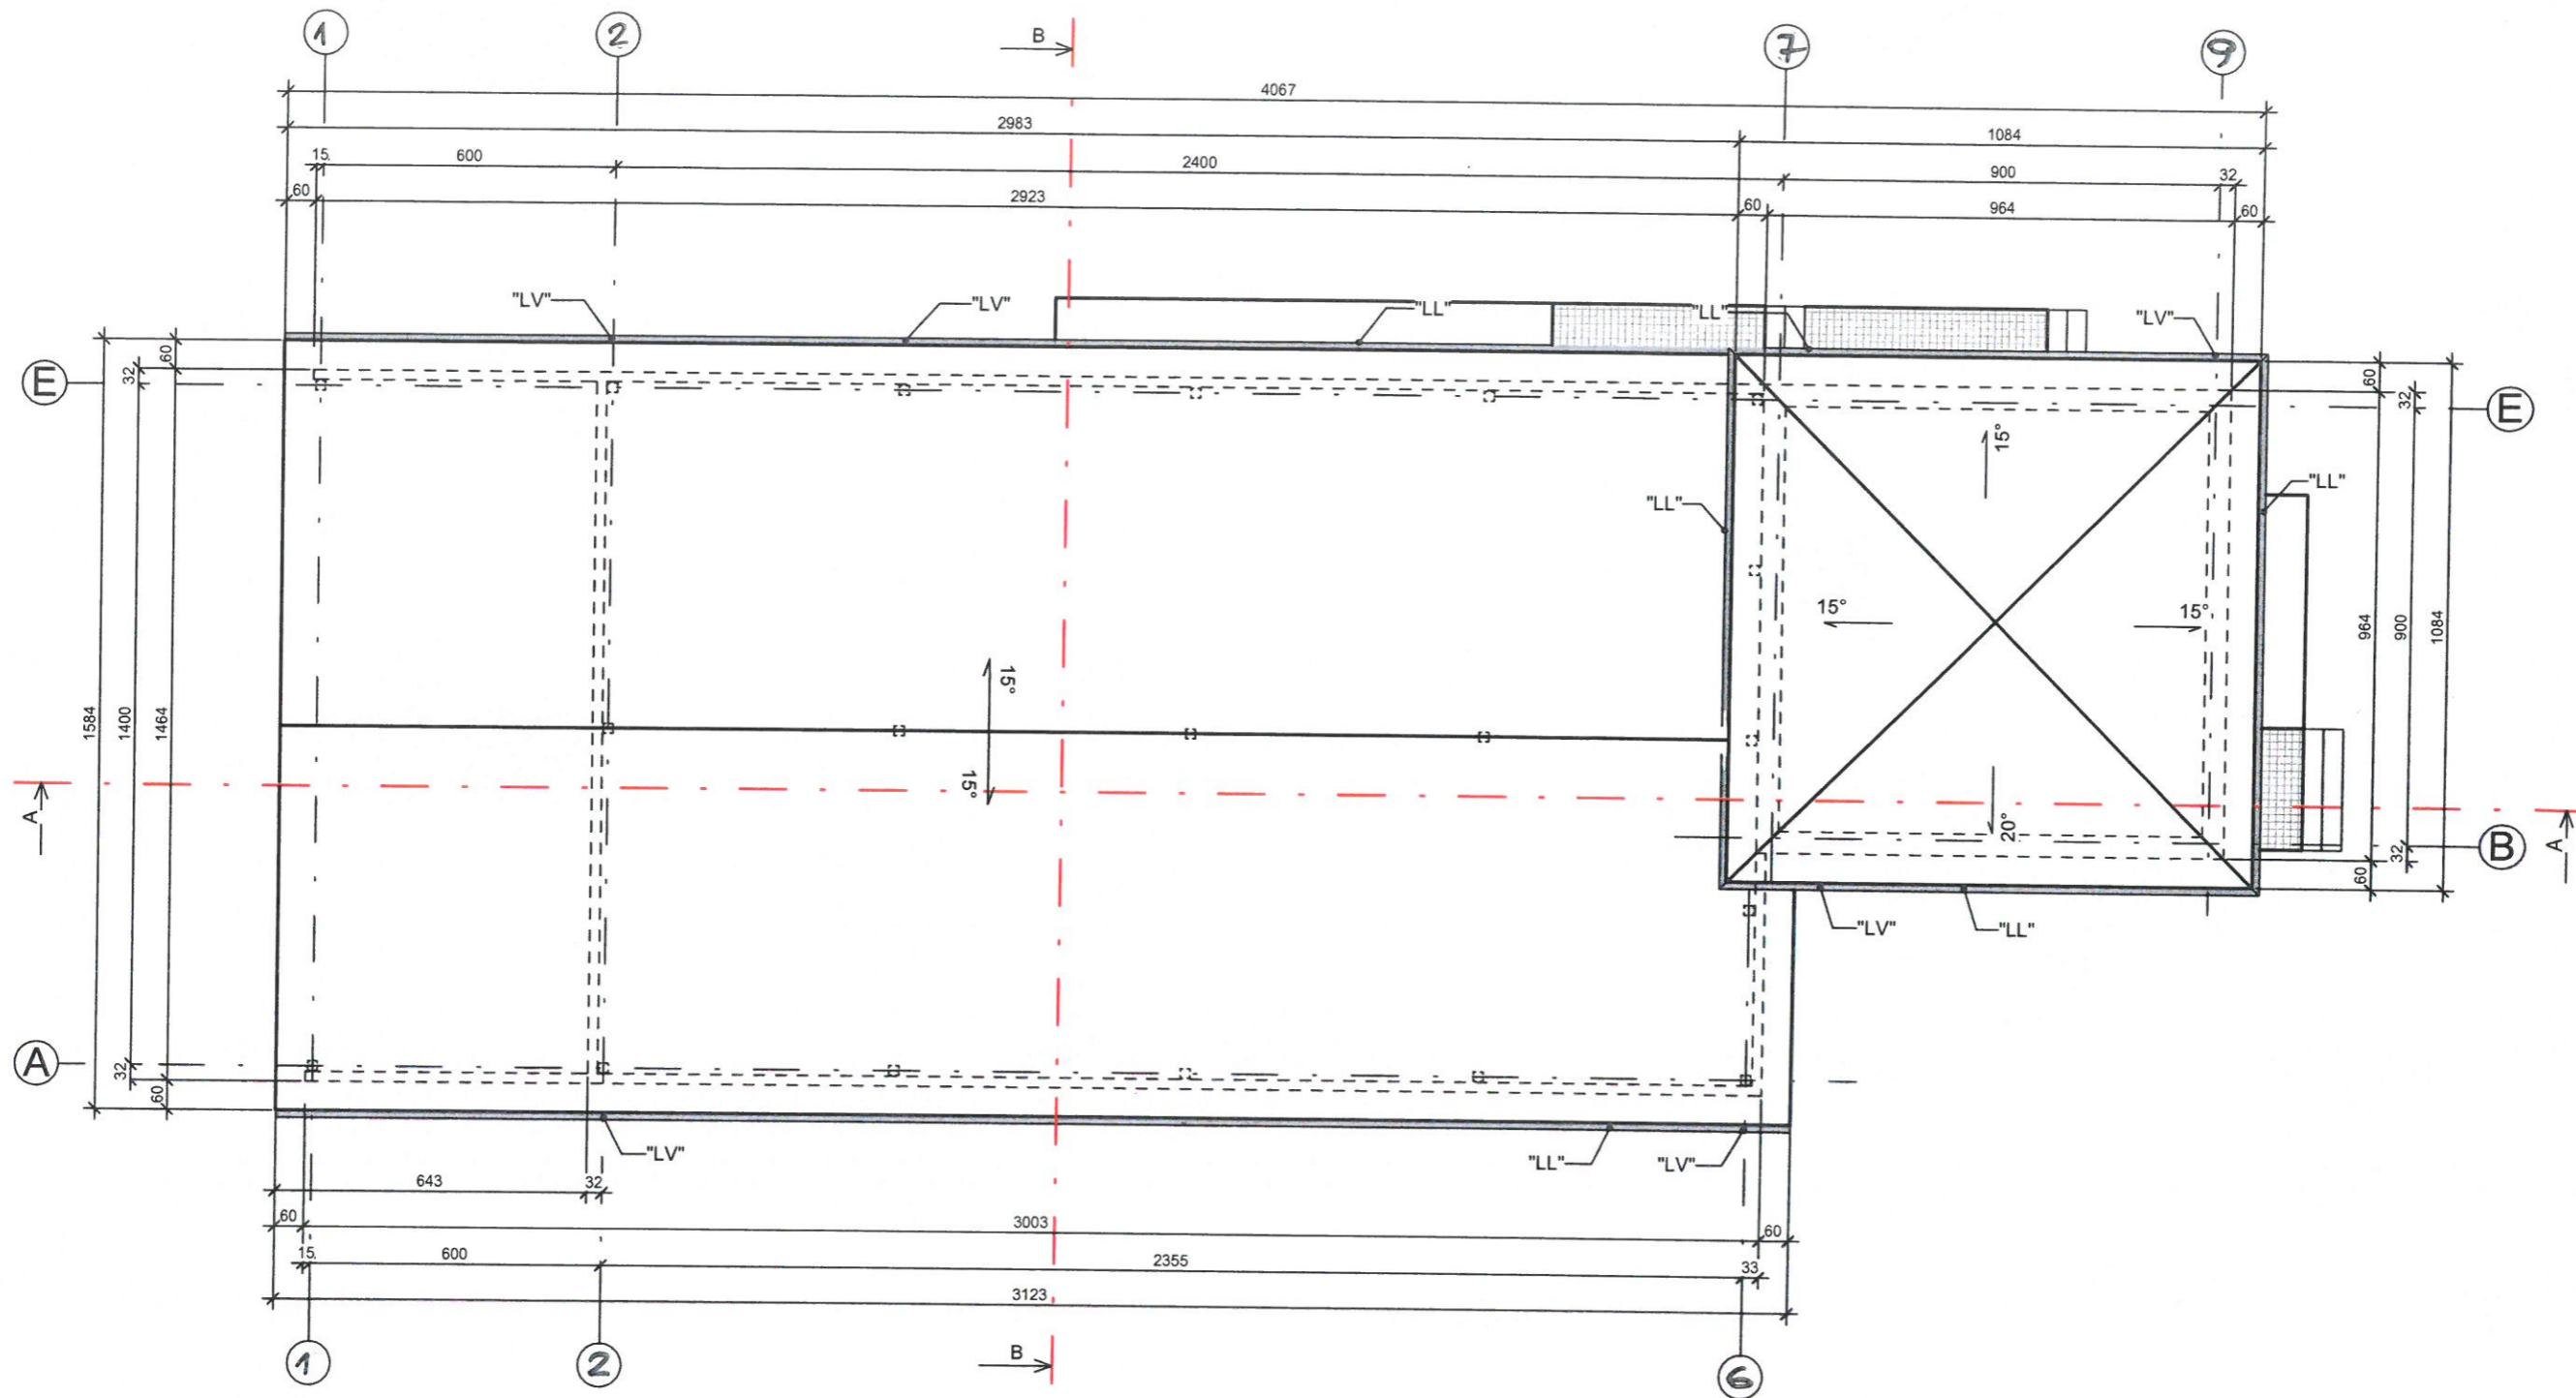 1 2 B 7 9
4067
2983 1084
15 600 2400 900 32
60 2923 60 964 60
"LV" "LV" "LL" "LL" "LV"
E 32 60 60 32 E
"LL" "LL"
15°
15° 15°
15°
15°
1584 1400 1464 964 900 1084
A 20° B A
32 60
A 32 60 "LV" "LL"
"LV" "LL" "LV"
643 32
60 3003 60
15 600 2355 33
3123
1 2 B 6